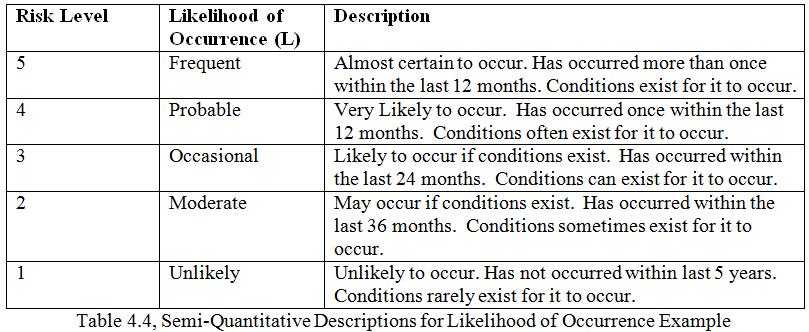 Risk Level Likelihood of Description
Occurrence (L)
5 Frequent Almost certain to occur. Has occurred more than once
within the last 12 months. Conditions exist for it to occur.
4 Probable Very Likely to occur. Has occurred once within the last
12 months. Conditions often exist for it to occur.
3 Occasional Likely to occur if conditions exist. Has occurred within
the last 24 months. Conditions can exist for it to occur.
2 Moderate May occur if conditions exist. Has occurred within the
last 36 months. Conditions sometimes exist for it to
occur.
1 Unlikely Unlikely to occur. Has not occurred within last 5 years.
Conditions rarely exist for it to occur.
Table 4.4, Semi-Quantitative Descriptions for Likelihood of Occurrence Example